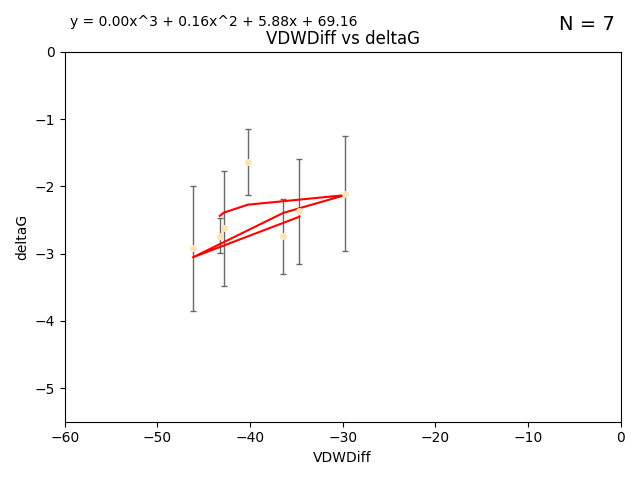 y = 0.00x^3 + 0.16x^2 + 5.88x + 69.16
N = 7
VDWDiff vs deltaG
0
−1
−2
−3
−4
−5
deltaG
−60 −50 −40 −30 −20 −10 0
VDWDiff